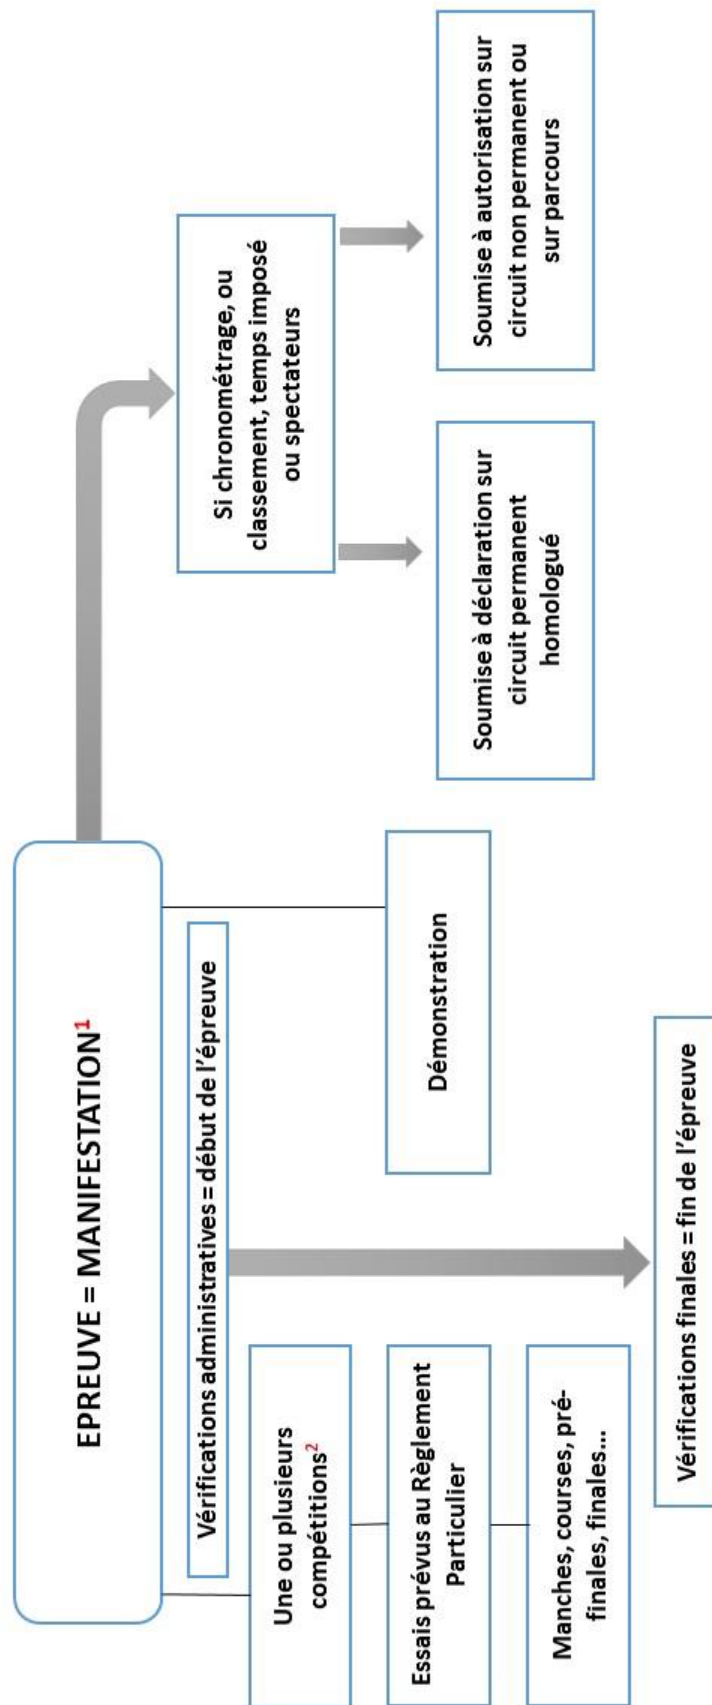 EPREUVE = MANIFESTATION1
Vérifications administratives = début de l'épreuve
Une ou plusieurs
compétitions2
Essais prévus au Règlement
Particulier
Manches, courses, pré-
finales, finales...
Démonstration
Vérifications finales = fin de l'épreuve
Si chronométrage, ou
classement, temps imposé
ou spectateurs
Soumise à déclaration sur
circuit permanent
homologué
Soumise à autorisation sur
circuit non permanent ou
sur parcours